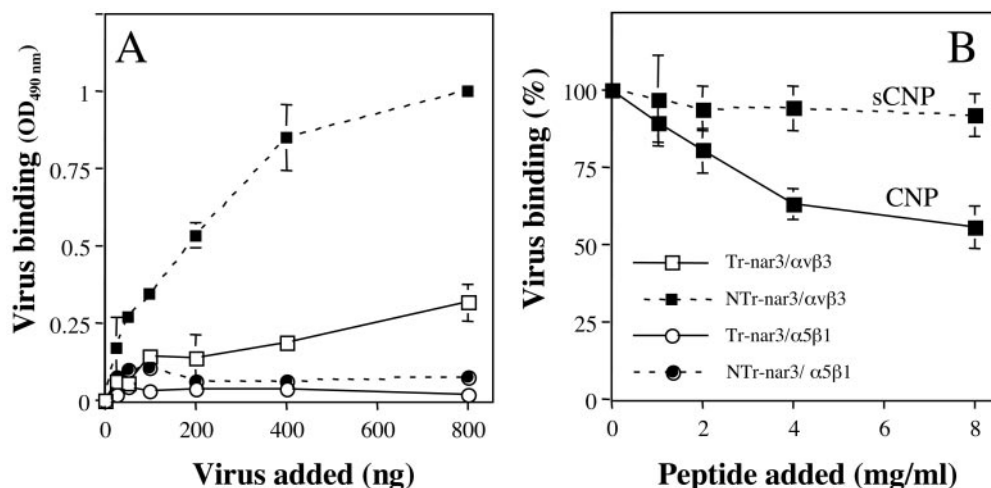 A
Virus binding (OD490 nm)
1
0.75
0.5
0.25
0
0 200 400 600 800
Virus added (ng)
B
Virus binding (%)
100
75
50
25
0
sCNP
CNP
Tr-nar3/αvβ3
NTr-nar3/αvβ3
Tr-nar3/α5β1
NTr-nar3/ α5β1
0 2 4 6 8
Peptide added (mg/ml)